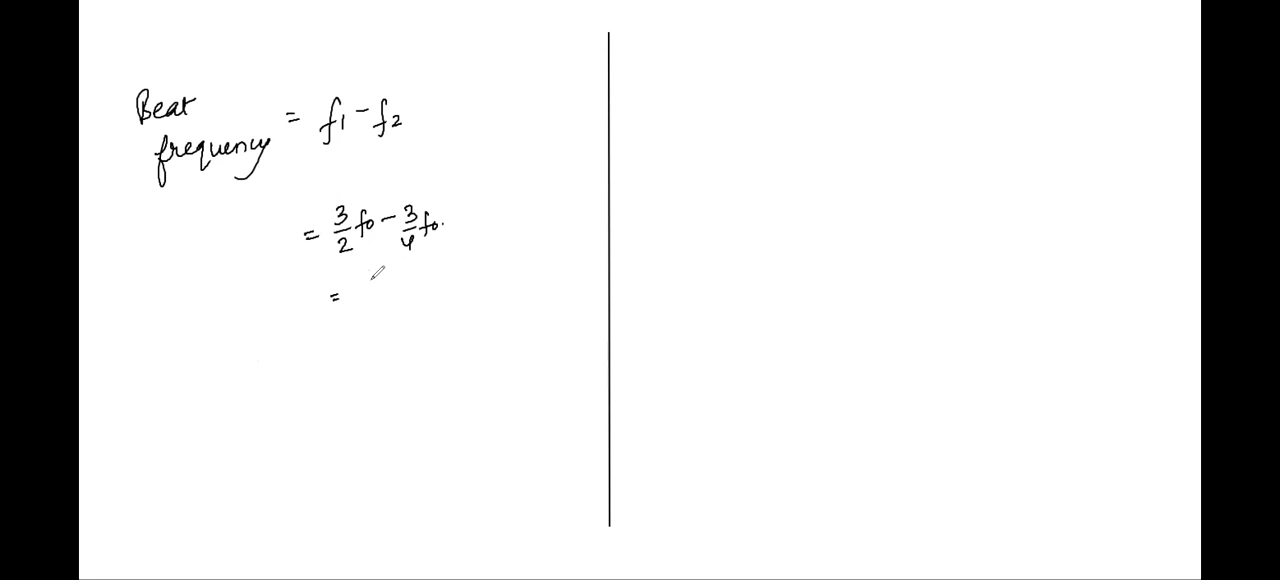 Beat
frequency = f1 - f2
= 3/2 f0 - 3/4 f0.
=